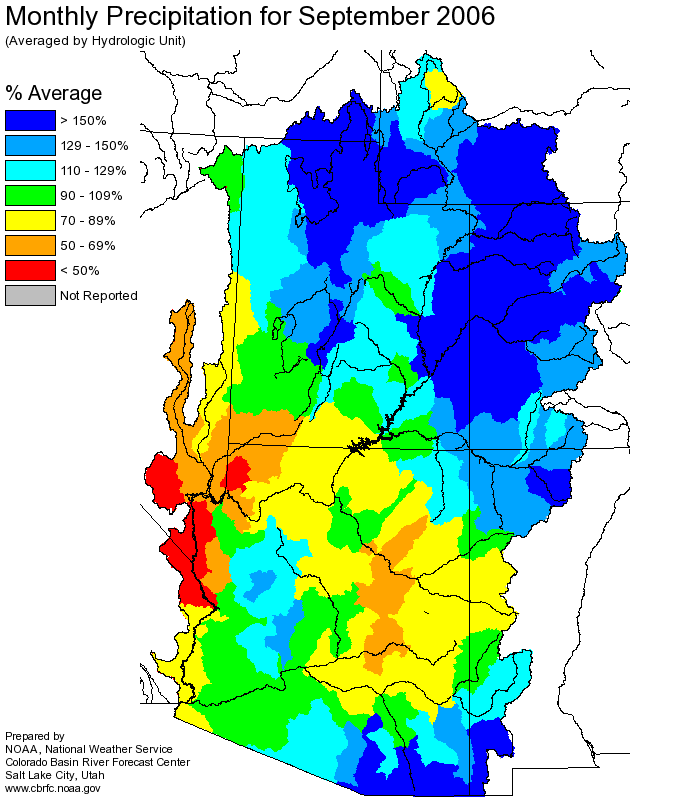 Monthly Precipitation for September 2006
(Averaged by Hydrologic Unit)
% Average
> 150%
129 - 150%
110 - 129%
90 - 109%
70 - 89%
50 - 69%
< 50%
Not Reported
Prepared by
NOAA, National Weather Service
Colorado Basin River Forecast Center
Salt Lake City, Utah
www.cbrfc.noaa.gov